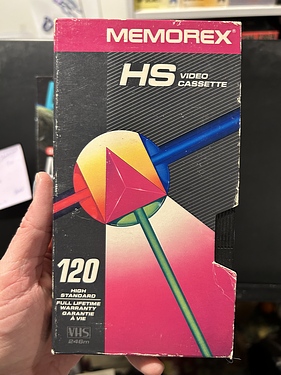 MEMOREX®
HS VIDEO
CASSETTE
120
HIGH
STANDARD
FULL LIFETIME
WARRANTY
GARANTIE
À VIE
VHS
246m